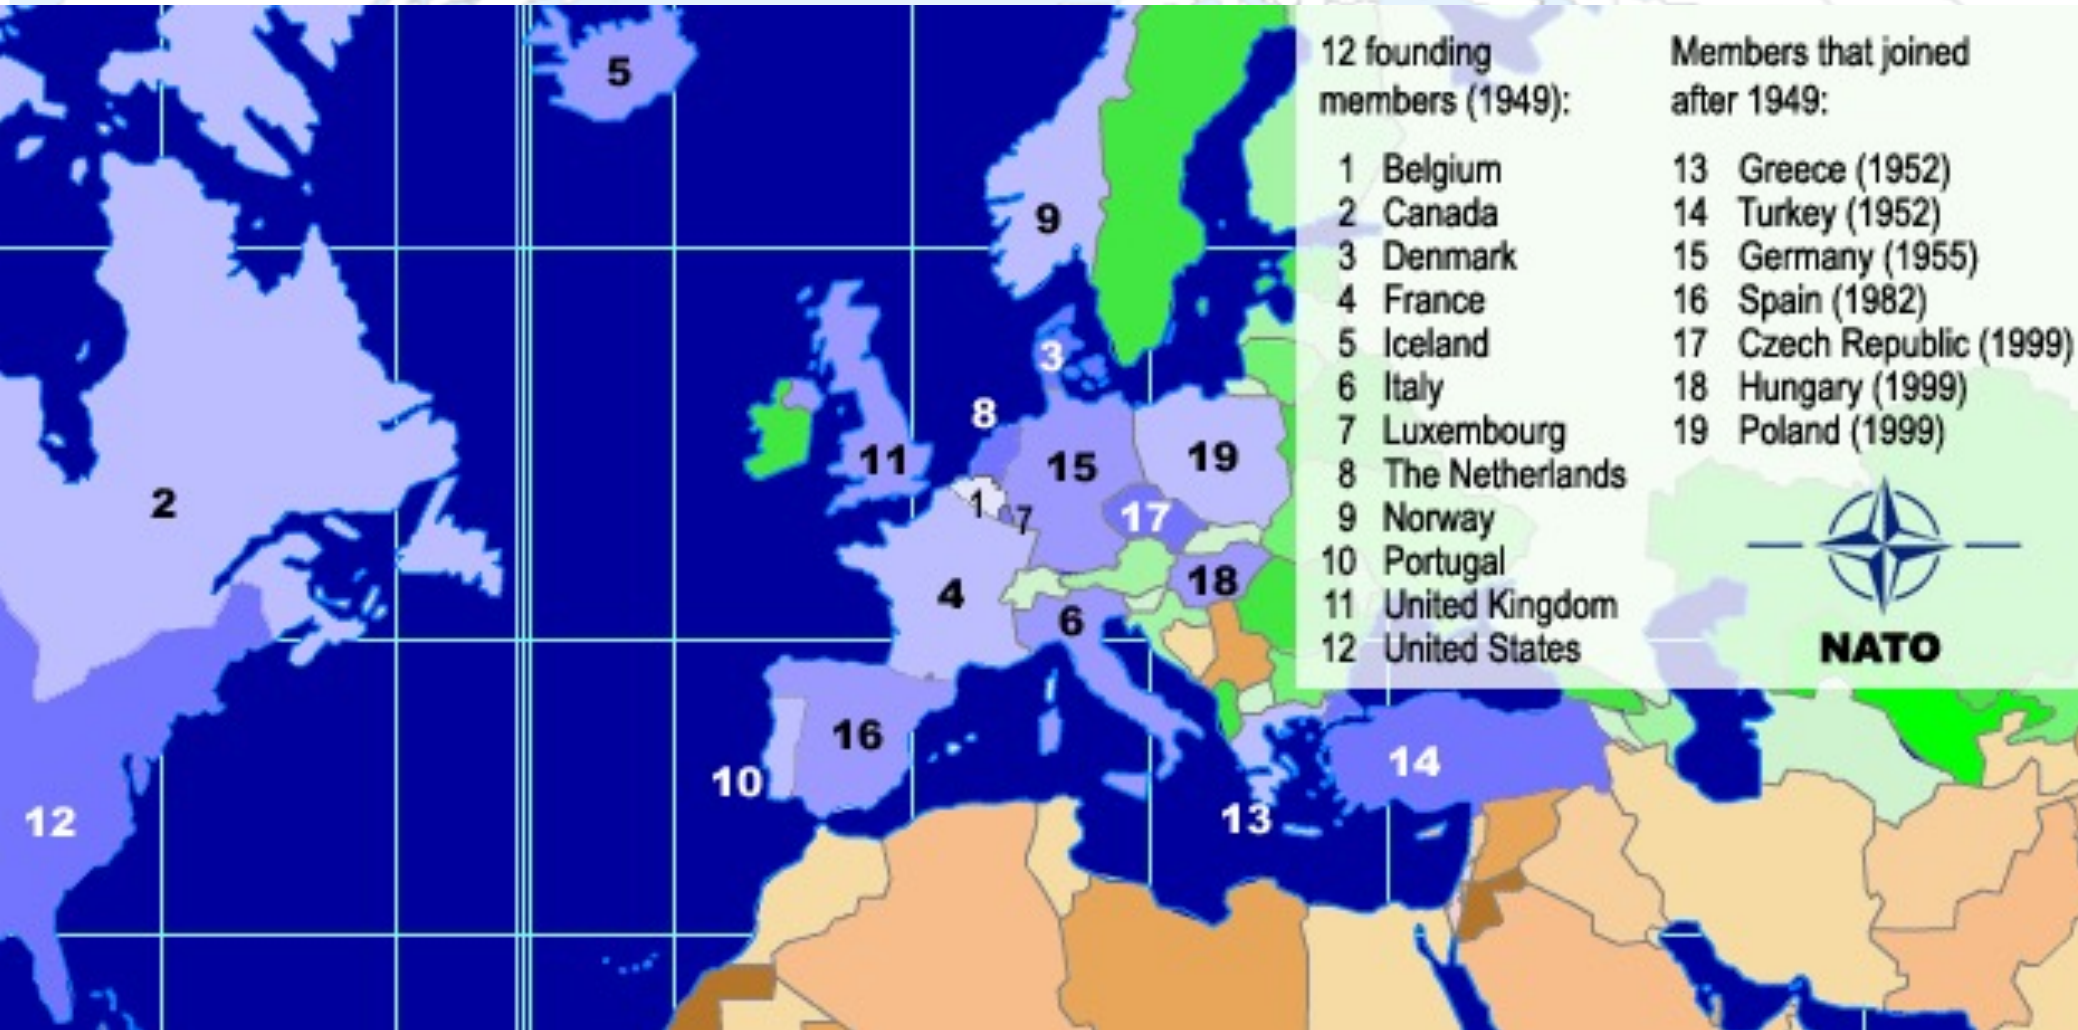 12 founding
members (1949):
1 Belgium
2 Canada
3 Denmark
4 France
5 Iceland
6 Italy
7 Luxembourg
8 The Netherlands
9 Norway
10 Portugal
11 United Kingdom
12 United States
Members that joined
after 1949:
13 Greece (1952)
14 Turkey (1952)
15 Germany (1955)
16 Spain (1982)
17 Czech Republic (1999)
18 Hungary (1999)
19 Poland (1999)
NATO
5
9
2
3
8
11
15
19
1
7
17
4
18
6
16
10
14
12
13